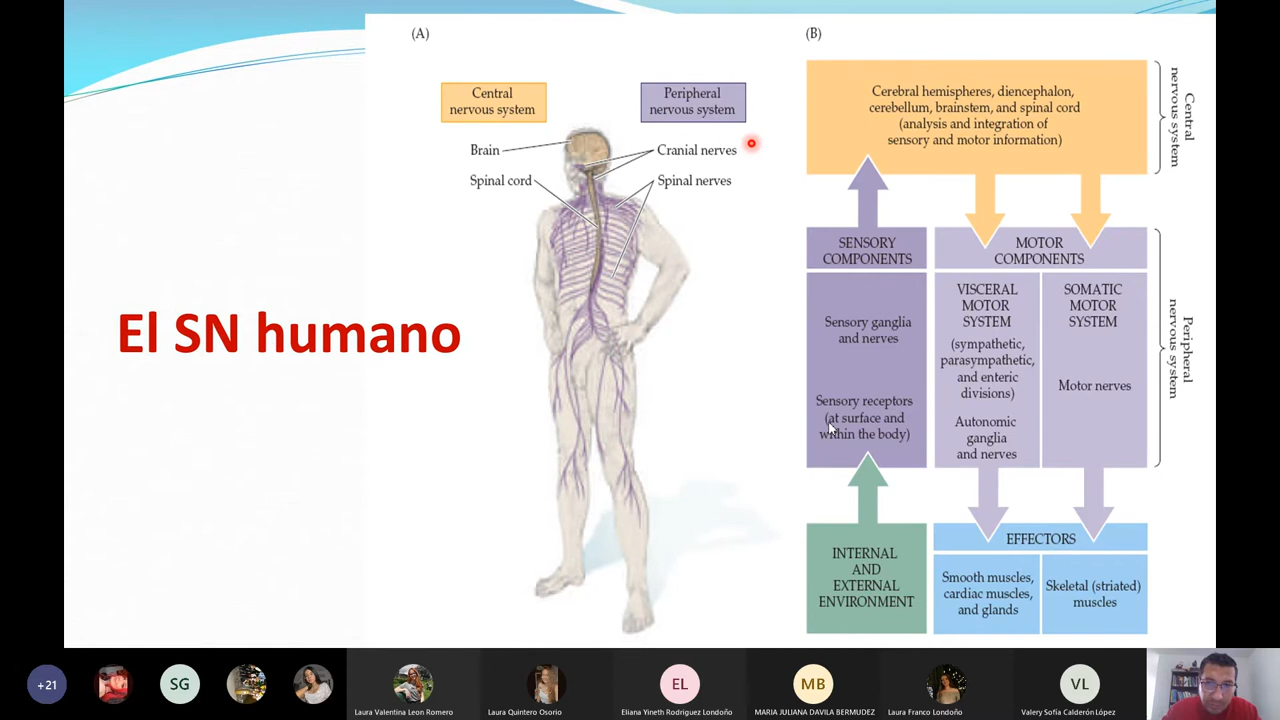 El SN humano
(A)
Central
nervous system
Peripheral
nervous system
Brain
Cranial nerves
Spinal cord
Spinal nerves
(B)
Cerebral hemispheres, diencephalon,
cerebellum, brainstem, and spinal cord
(analysis and integration of
sensory and motor information)
Central
nervous system
SENSORY
COMPONENTS
MOTOR
COMPONENTS
Sensory ganglia
and nerves
Sensory receptors
(at surface and
within the body)
VISCERAL
MOTOR
SYSTEM
(sympathetic,
parasympathetic,
and enteric
divisions)
Autonomic
ganglia
and nerves
SOMATIC
MOTOR
SYSTEM
Motor nerves
Peripheral
nervous system
INTERNAL
AND
EXTERNAL
ENVIRONMENT
EFFECTORS
Smooth muscles,
cardiac muscles,
and glands
Skeletal (striated)
muscles
+21
SG
EL
MB
VL
Laura Valentina Leon Romero
Laura Quintero Osorio
Eliana Yineth Rodriguez Londoño
MARIA JULIANA DAVILA BERMUDEZ
Laura Franco Londoño
Valery Sofía Calderón López